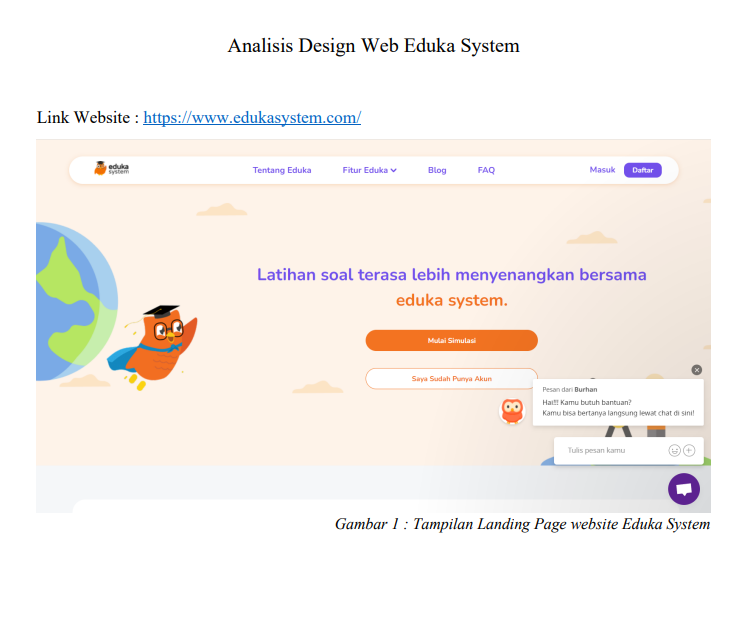 Analisis Design Web Eduka System
Link Website : https://www.edukasystem.com/
eduka
system
Tentang Eduka
Fitur Eduka
Blog
FAQ
Masuk
Daftar
Latihan soal terasa lebih menyenangkan bersama
eduka system.
Mulai Simulasi
Saya Sudah Punya Akun
Pesan dari Burhan
Hai!!! Kamu butuh bantuan?
Kamu bisa bertanya langsung lewat chat di sini!
Tulis pesan kamu
Gambar 1 : Tampilan Landing Page website Eduka System